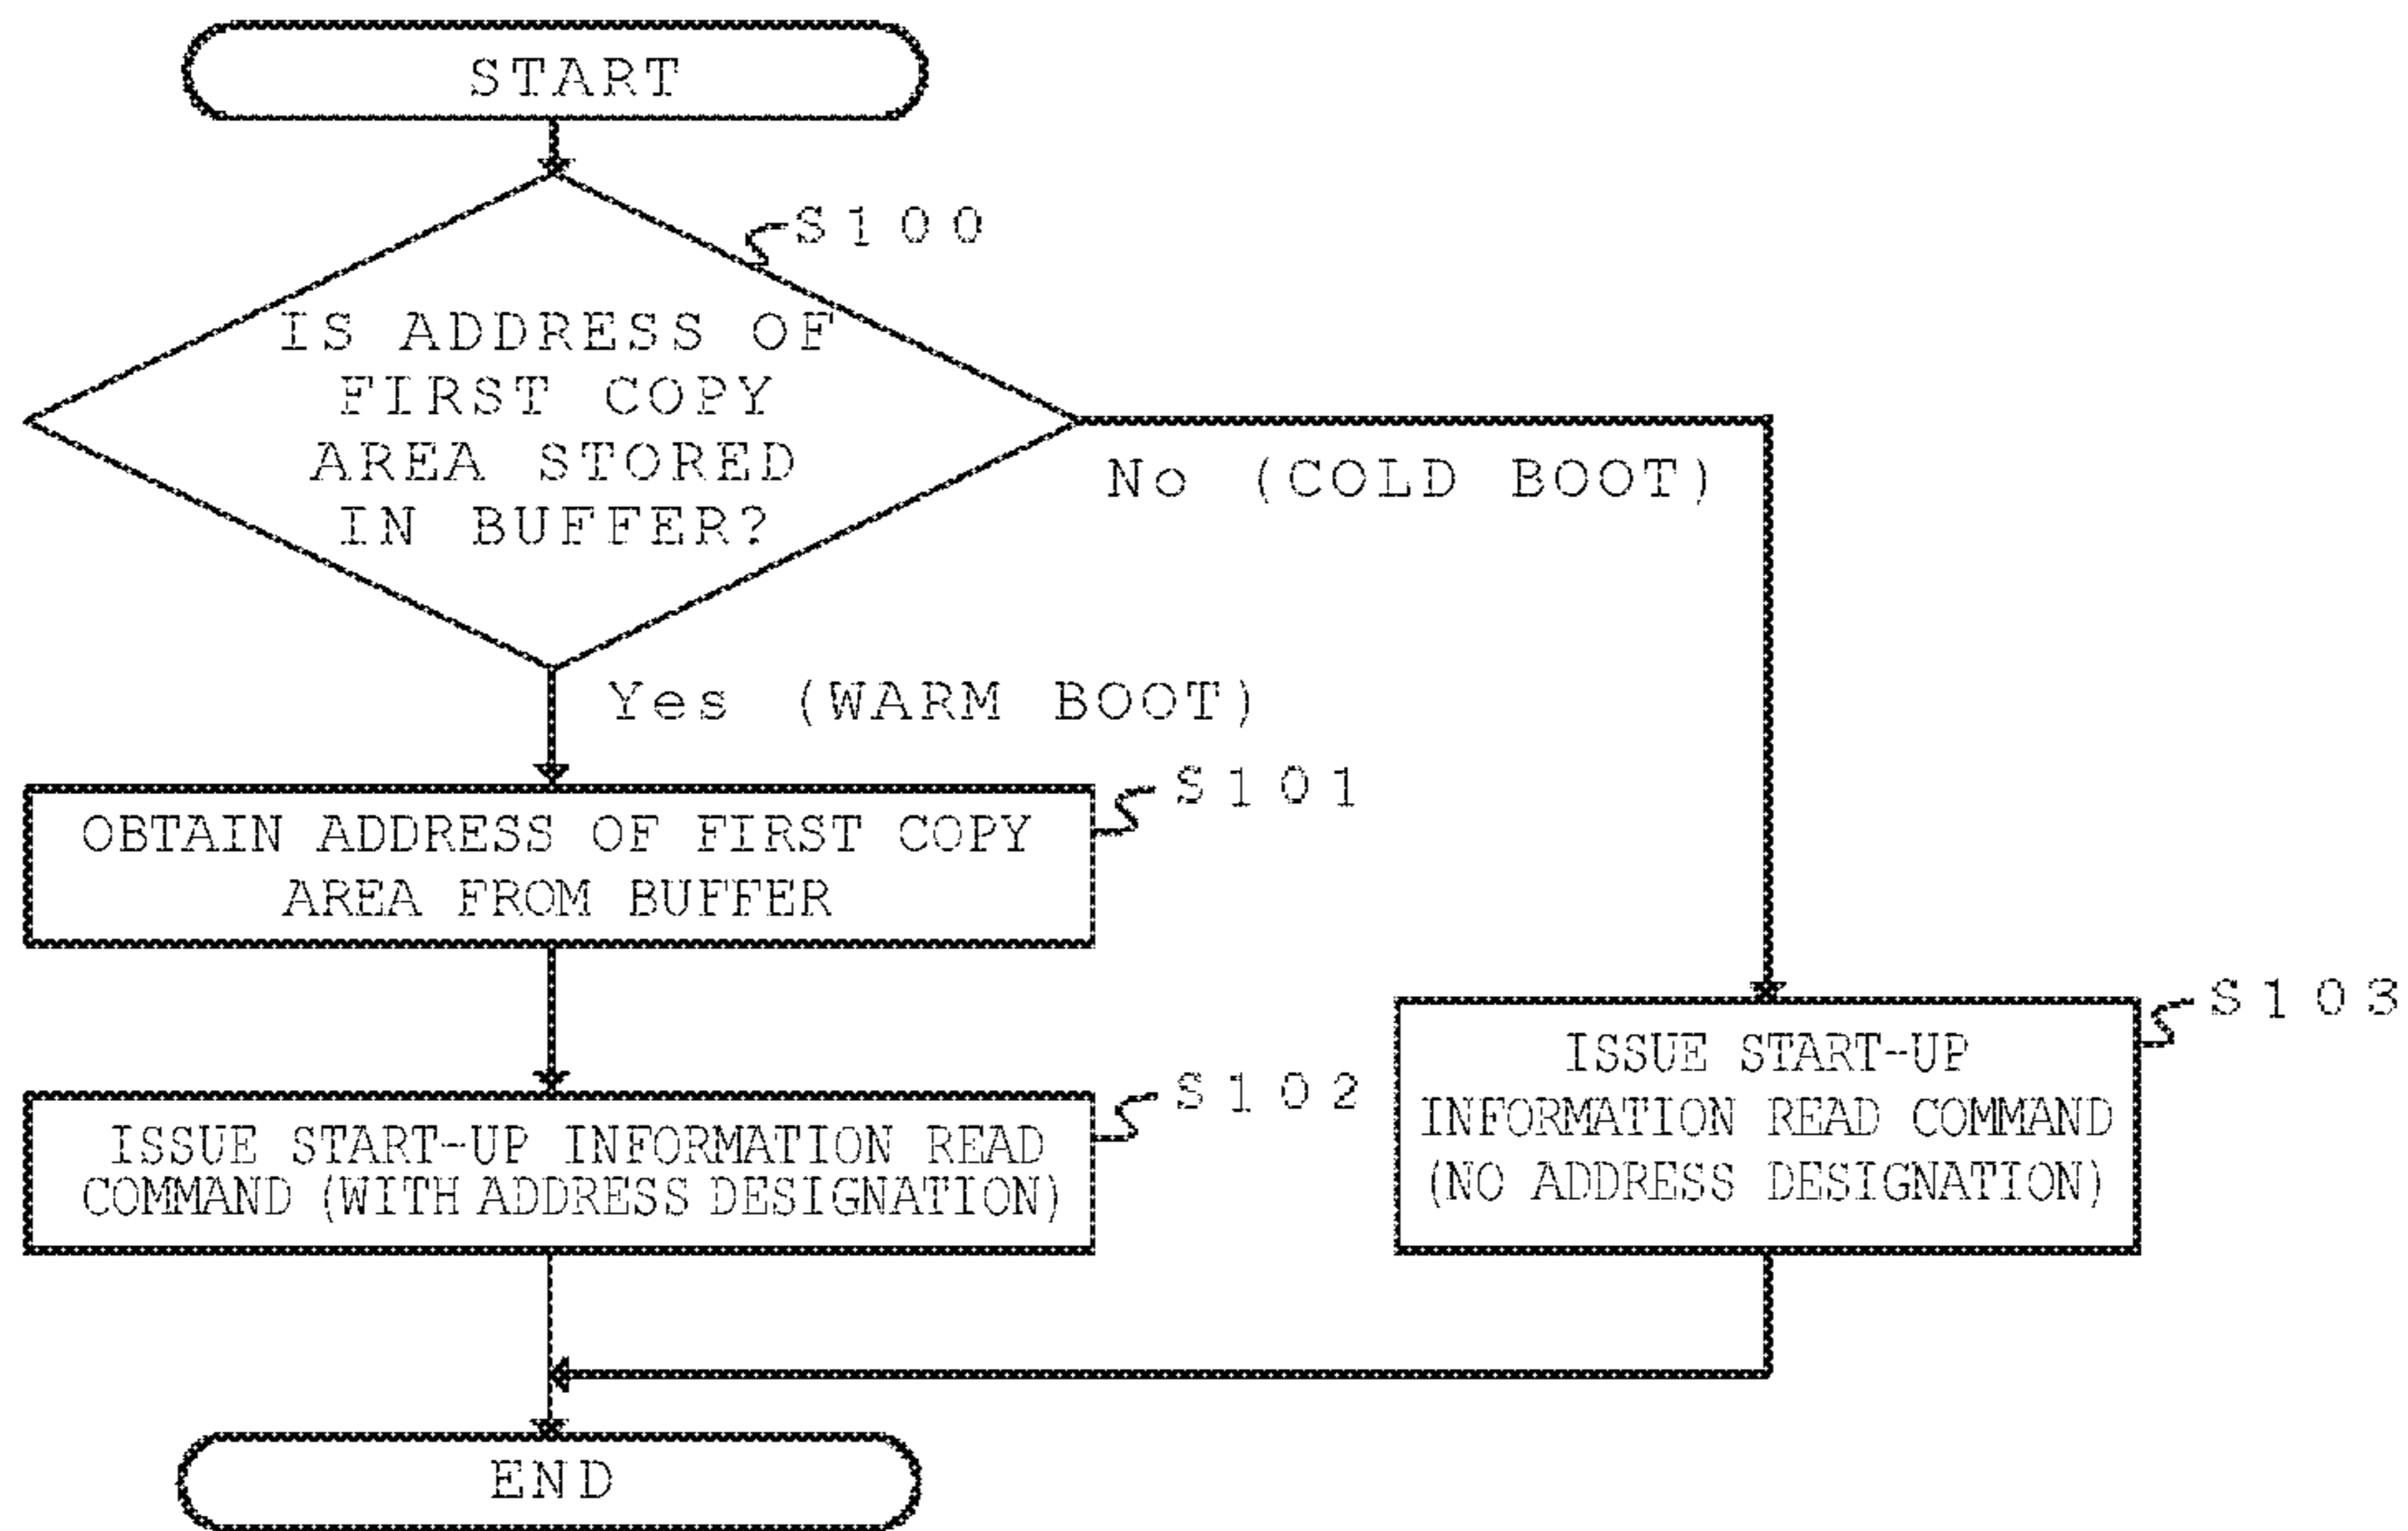 START
S100
IS ADDRESS OF
FIRST COPY
AREA STORED
IN BUFFER?
No (COLD BOOT)
Yes (WARM BOOT)
S101
OBTAIN ADDRESS OF FIRST COPY
AREA FROM BUFFER
S102
ISSUE START-UP INFORMATION READ
COMMAND (WITH ADDRESS DESIGNATION)
S103
ISSUE START-UP
INFORMATION READ COMMAND
(NO ADDRESS DESIGNATION)
END